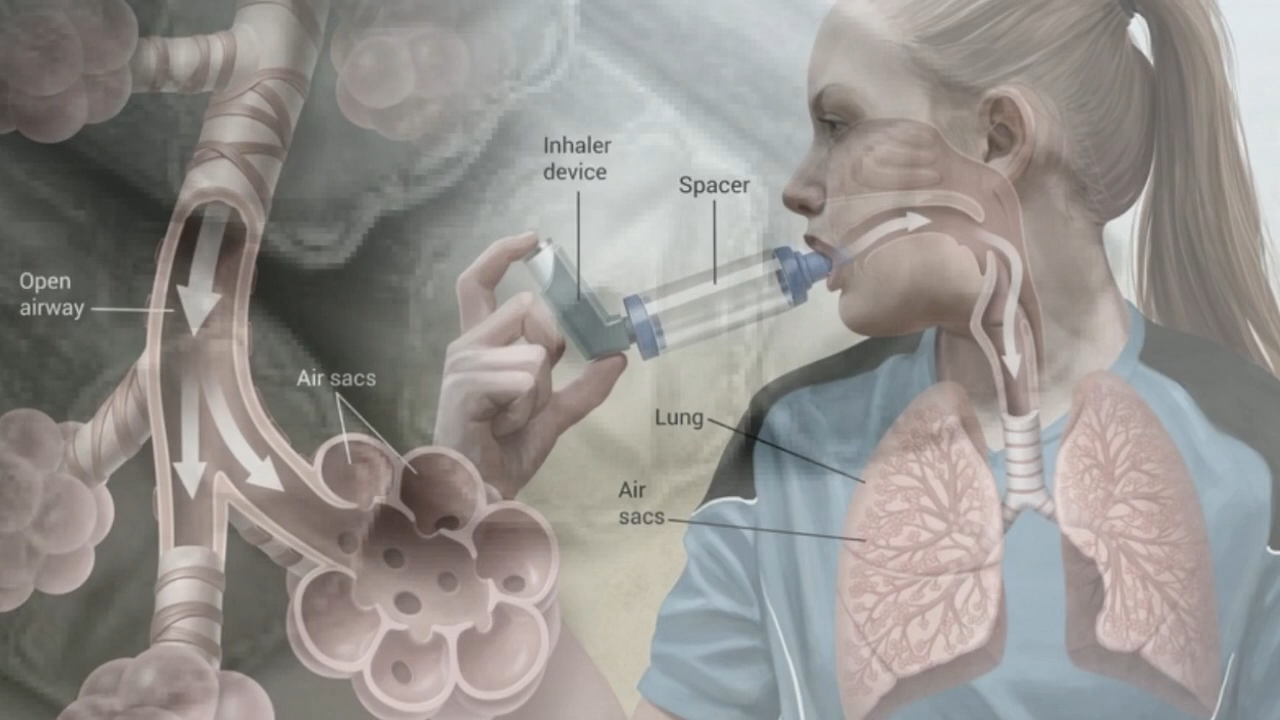 Inhaler
device
Spacer
Open
airway
Air sacs
Lung
Air
sacs